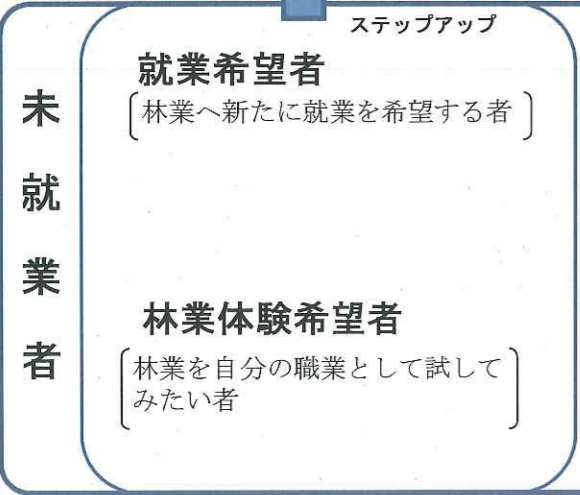 ステップアップ
未就業者
就業希望者
林業へ新たに就業を希望する者
林業体験希望者
林業を自分の職業として試して
みたい者